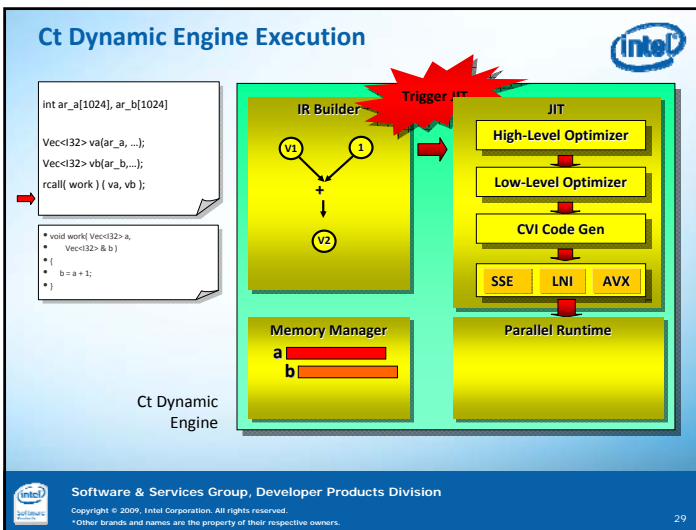 Ct Dynamic Engine Execution
intel
int ar_a[1024], ar_b[1024]
Vec<I32> va(ar_a, …);
Vec<I32> vb(ar_b,…);
rcall( work ) ( va, vb );
• void work( Vec<I32> a,
• Vec<I32> & b )
• {
• b = a + 1;
• }
Trigger JIT
IR Builder
V1
1
+
V2
JIT
High-Level Optimizer
Low-Level Optimizer
CVI Code Gen
SSE LNI AVX
Memory Manager
a
b
Parallel Runtime
Ct Dynamic
Engine
intel
Software
Software & Services Group, Developer Products Division
Copyright © 2009, Intel Corporation. All rights reserved.
*Other brands and names are the property of their respective owners.
29